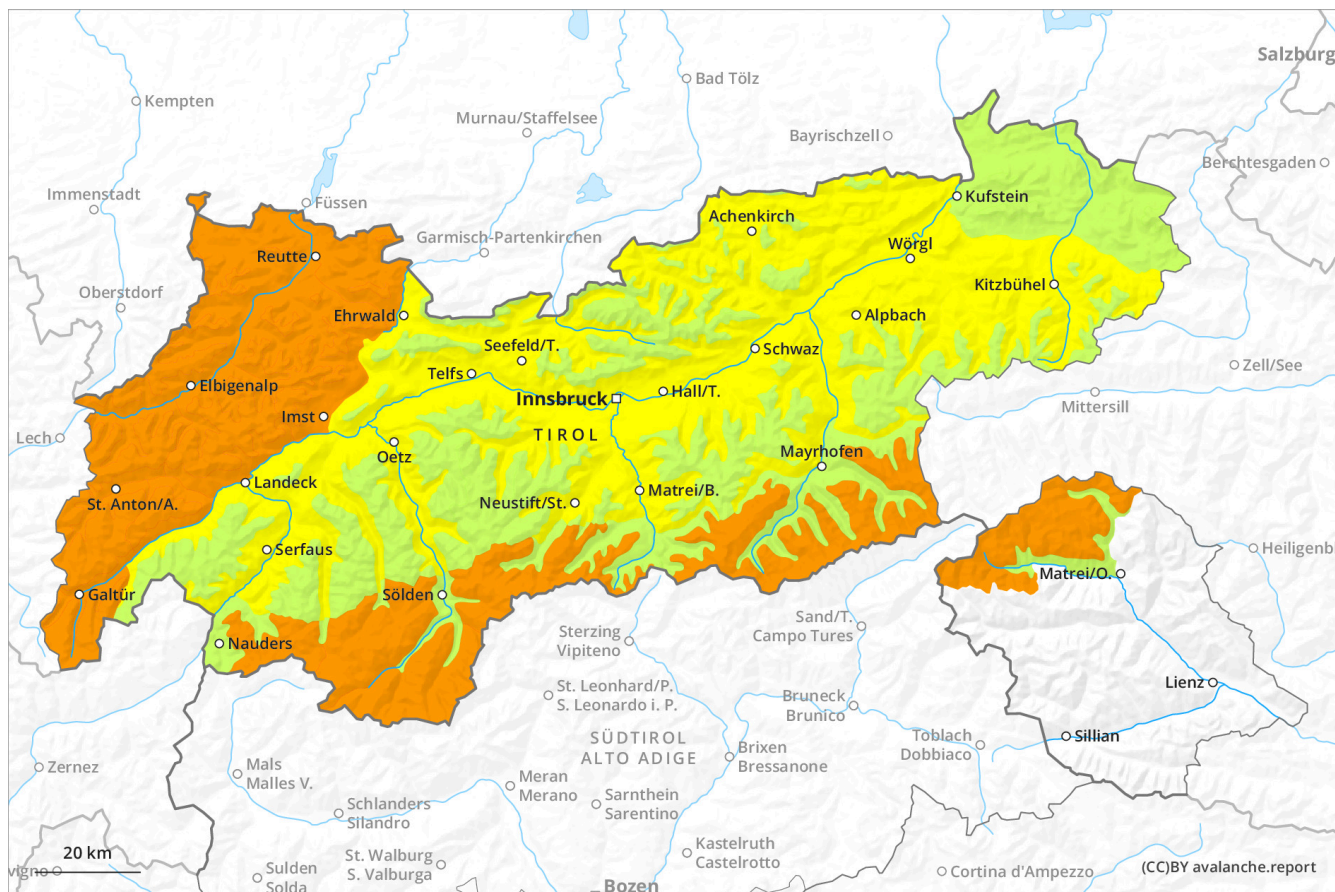 Salzburg
Bad Tölz
Kempten
Murnau/Staffelsee
Bayrischzell
Berchtesgaden
Immenstadt
Füssen
Kufstein
Achenkirch
Garmisch-Partenkirchen
Wörgl
Reutte
Kitzbühel
Oberstdorf
Ehrwald
Alpbach
Seefeld/T.
Schwaz
Zell/See
Telfs
Elbigenalp
Innsbruck
Hall/T.
Mittersill
Imst
TIROL
Lech
Oetz
Mayrhofen
Landeck
Matrei/B.
St. Anton/A.
Neustift/St.
Serfaus
Heiligenb
Matrei/O.
Galtür
Sölden
Sand/T.
Campo Tures
Sterzing
Vipiteno
Nauders
Lienz
St. Leonhard/P.
S. Leonardo i. P.
Bruneck
Brunico
Sillian
SÜDTIROL
ALTO ADIGE
Toblach
Dobbiaco
Brixen
Bressanone
Zernez
Mals
Malles V.
Meran
Merano
Sarnthein
Sarentino
Schlanders
Silandro
Kastelruth
Castelrotto
20 km
St. Walburg
S. Valburga
vigno
Sulden
Solda
Cortina d'Ampezzo
(CC)BY avalanche.report
Bozen